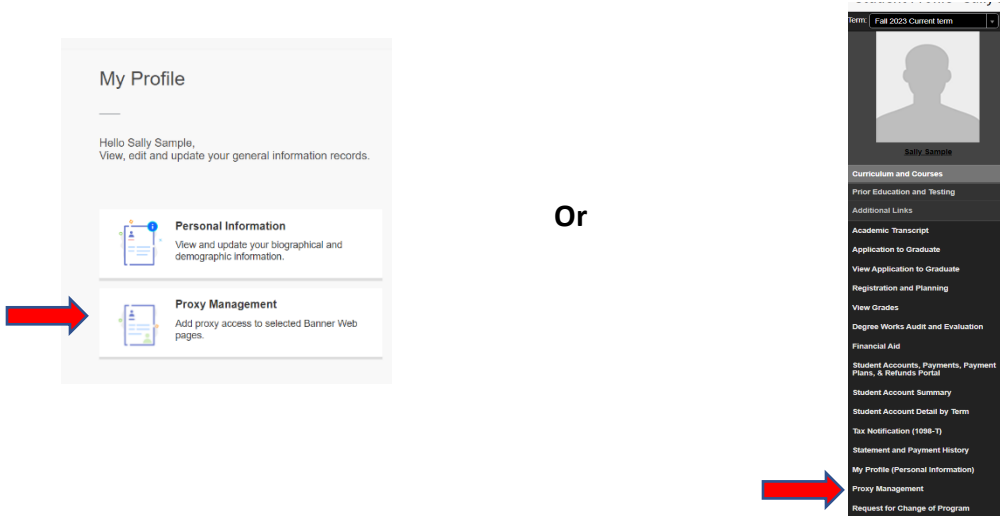 My Profile
Hello Sally Sample,
View, edit and update your general information records.
Personal Information
View and update your biographical and
demographic information.
Proxy Management
Add proxy access to selected Banner Web
pages.
Or
Term: Fall 2023 Current term
Sally Sample
Curriculum and Courses
Prior Education and Testing
Additional Links
Academic Transcript
Application to Graduate
View Application to Graduate
Registration and Planning
View Grades
Degree Works Audit and Evaluation
Financial Aid
Student Accounts, Payments, Payment
Plans, & Refunds Portal
Student Account Summary
Student Account Detail by Term
Tax Notification (1098-T)
Statement and Payment History
My Profile (Personal Information)
Proxy Management
Request for Change of Program